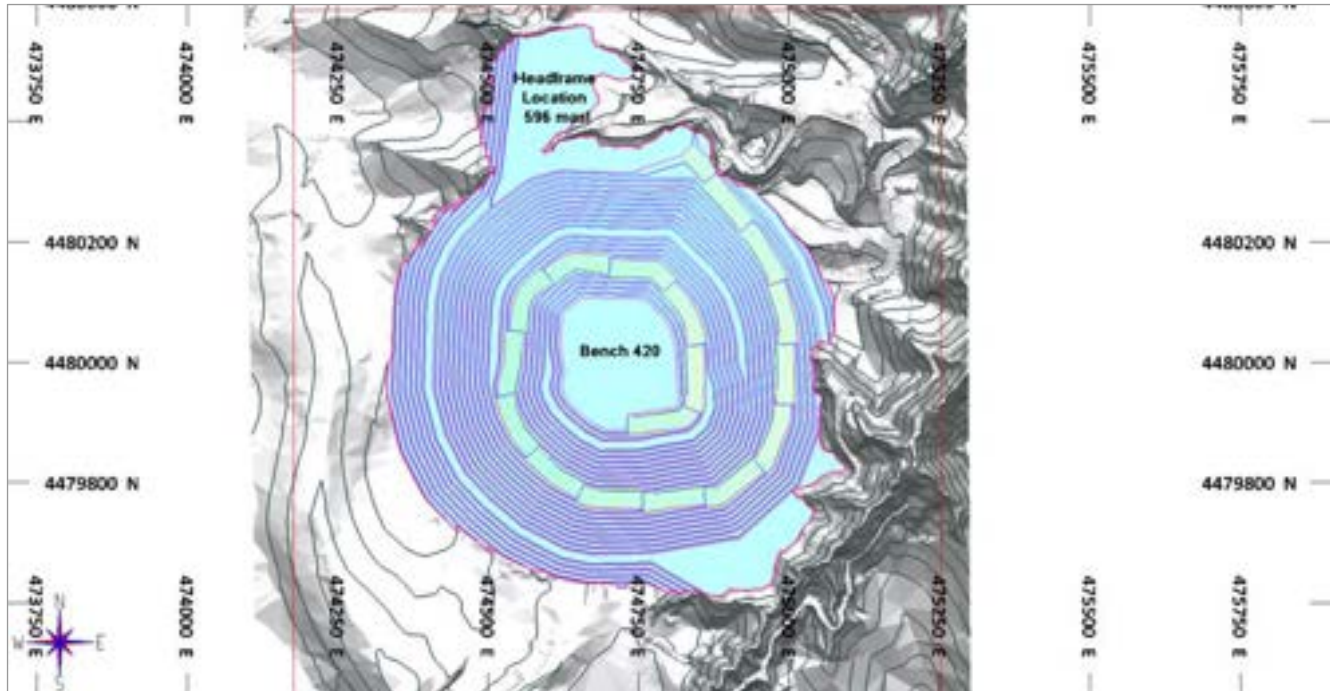 473750 E
474000 E
474250 E
474500 E
474750 E
475000 E
475250 E
475500 E
475750 E
Headframe
Location
596 masl
4480200 N
4480200 N
Bench 420
4480000 N
4480000 N
4479800 N
4479800 N
473750 E
474000 E
474250 E
474500 E
474750 E
475000 E
475250 E
475500 E
475750 E
N
W
E
S